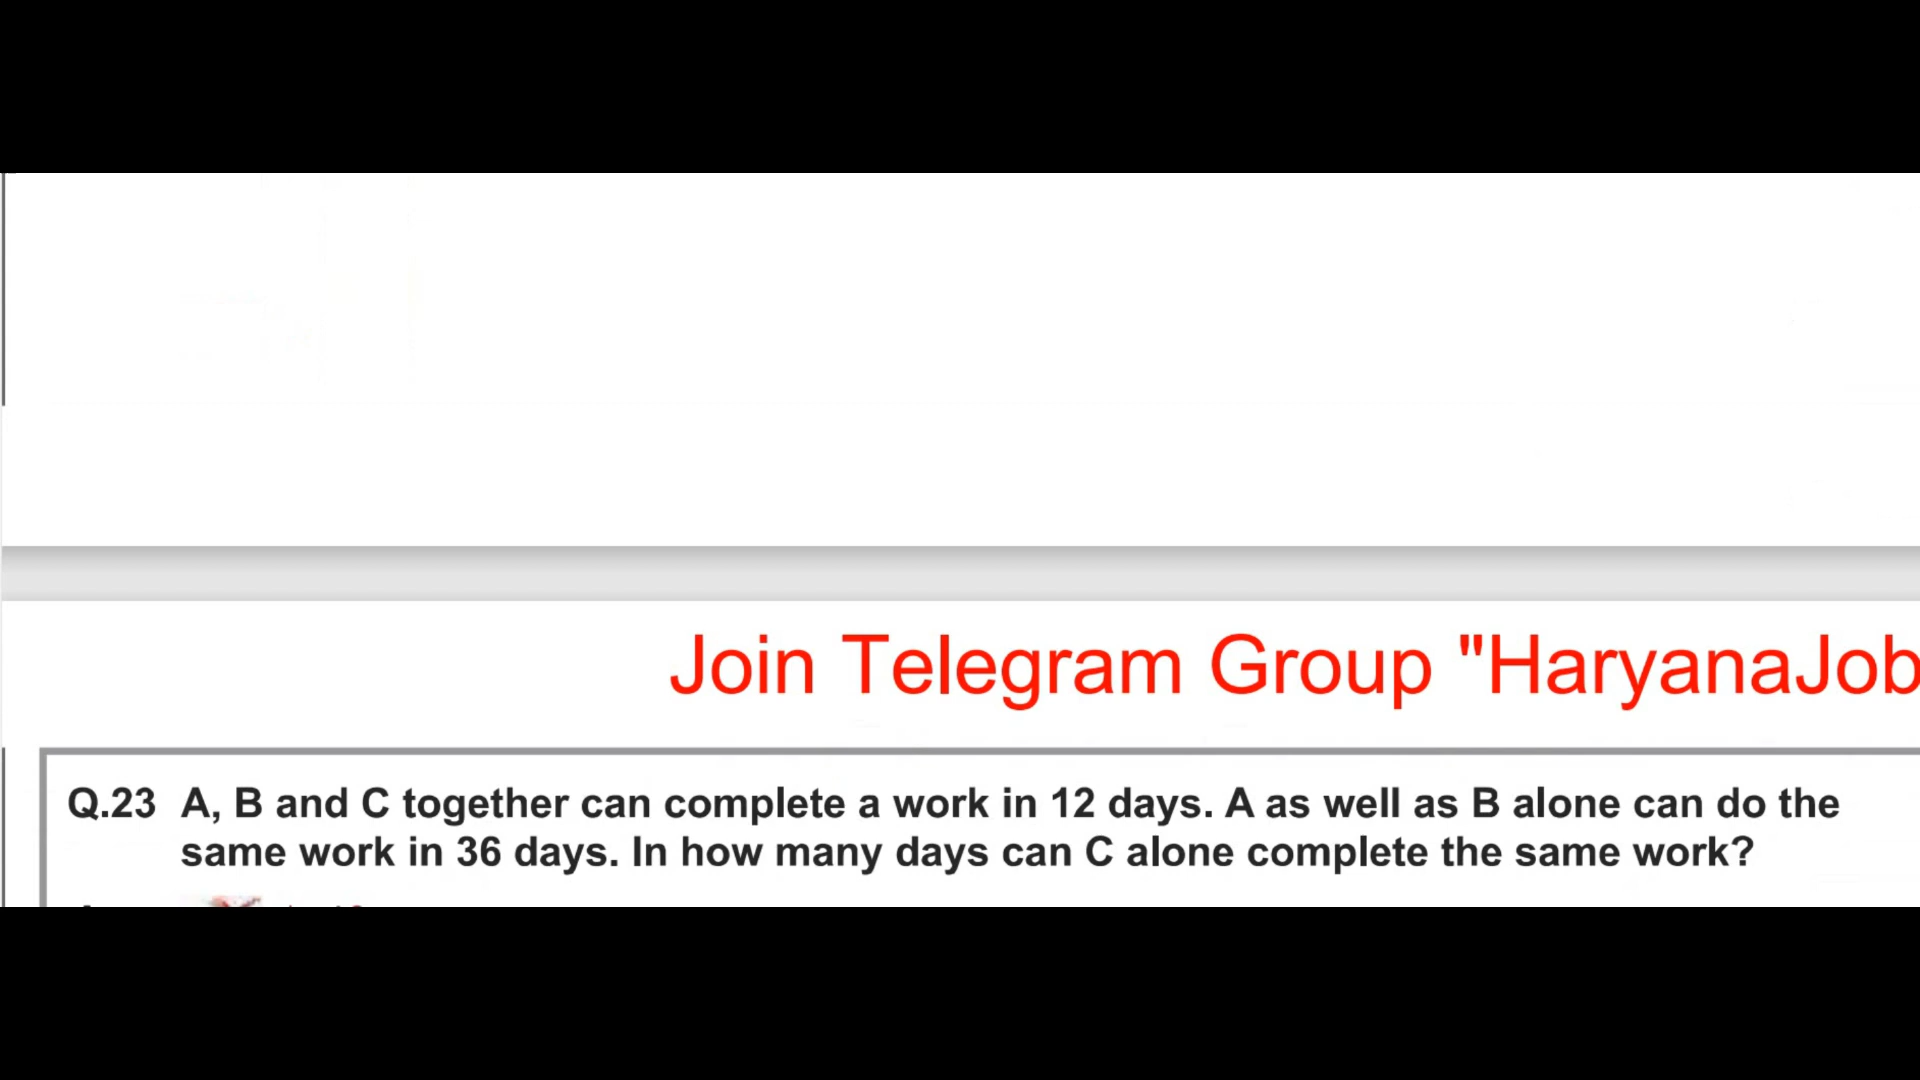 Join Telegram Group "HaryanaJob
Q.23 A, B and C together can complete a work in 12 days. A as well as B alone can do the
same work in 36 days. In how many days can C alone complete the same work?